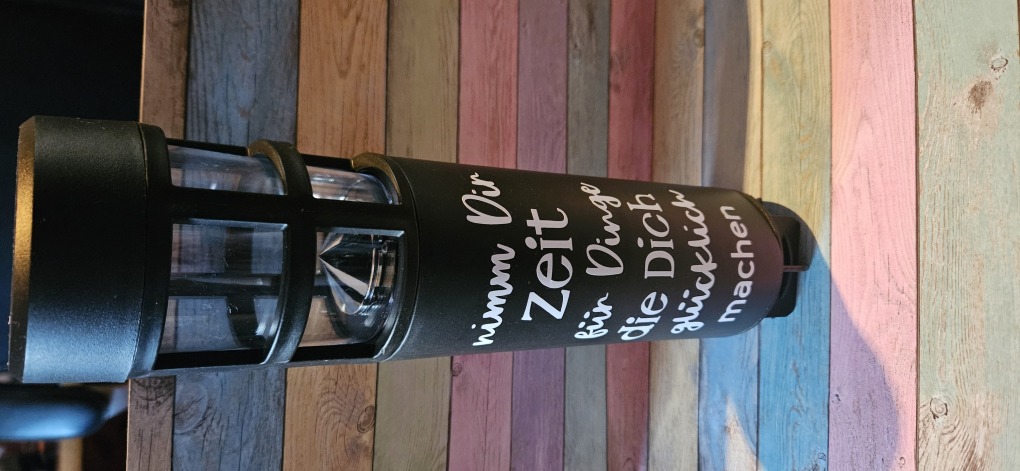 nimm Dir
Zeit
für Dinge
die Dich
glücklich
machen